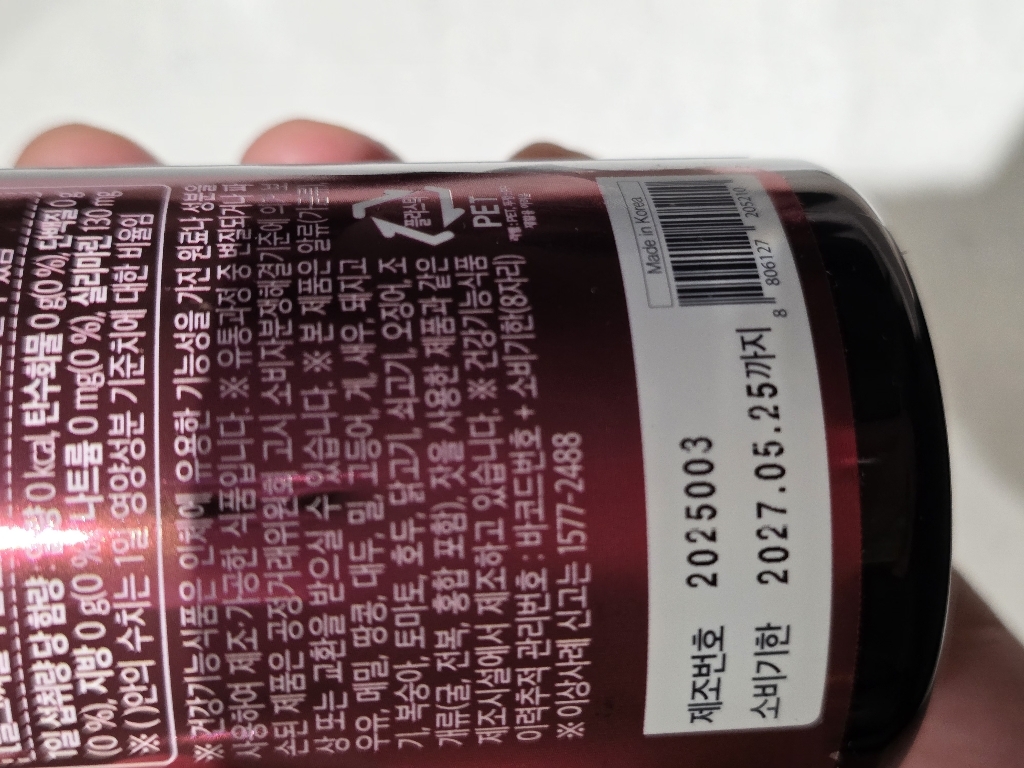 1일 섭취량 당 함량 : 열량 0 kcal, 탄수화물 0 g(0 %), 단백질 0 g
(0 %), 지방 0 g(0 %), 나트륨 0 mg(0 %), 실리마린 130 mg
※ ( )안의 수치는 1일 영양성분 기준치에 대한 비율임
※ 건강기능식품은 인체에 유용한 기능성을 가진 원료나 성분을
사용하여 제조·가공한 식품입니다. ※ 유통과정 중 변질되거나 파
손된 제품은 공정거래위원회 고시 소비자분쟁해결기준에
상 또는 교환을 받으실 수 있습니다. ※ 본 제품은 알류(가금류),
우유, 메밀, 땅콩, 대두, 밀, 고등어, 게, 새우, 돼지고
기, 복숭아, 토마토, 호두, 닭고기, 쇠고기, 오징어, 조
개류(굴, 전복, 홍합 포함), 잣을 사용한 제품과 같은
제조시설에서 제조하고 있습니다. ※ 건강기능식품
이력추적 관리번호 : 바코드번호 + 소비기한(8자리)
※ 이상사례 신고는 1577-2488
플라스틱
PET
Made in Korea
8 806127 205210
제조번호 2025003
소비기한 2027.05.25까지